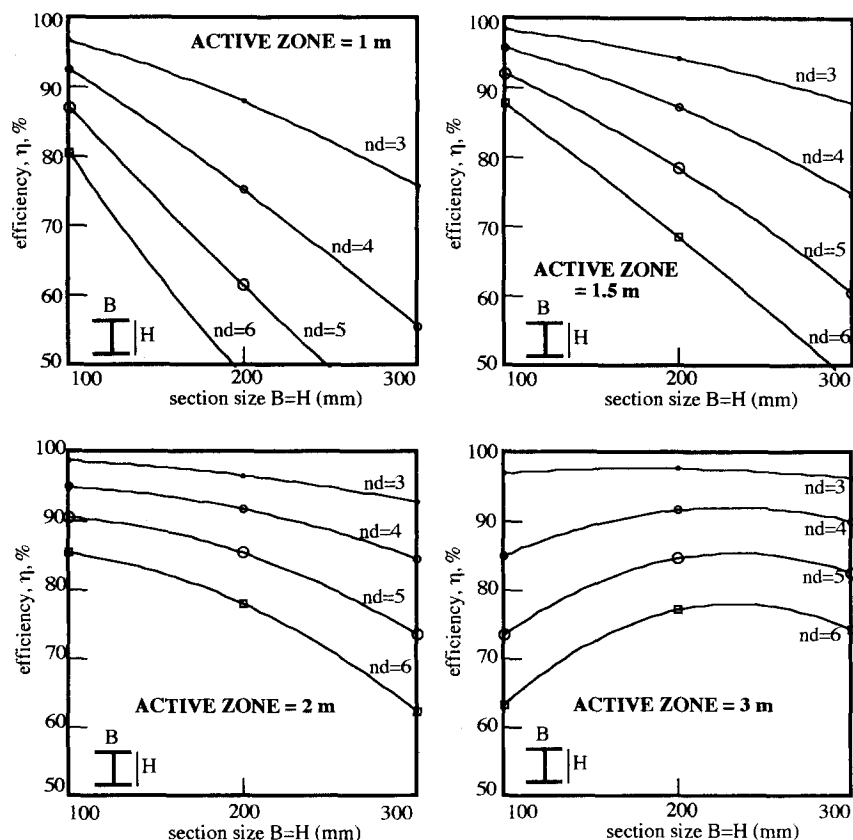 100
90
80
70
60
50
efficiency, η, %
ACTIVE ZONE = 1 m
nd=3
nd=4
nd=5
nd=6
B
H
100
200
300
section size B=H (mm)
100
90
80
70
60
50
efficiency, η, %
nd=3
nd=4
nd=5
nd=6
ACTIVE ZONE
= 1.5 m
B
H
100
200
300
section size B=H (mm)
100
90
80
70
60
50
efficiency, η, %
nd=3
nd=4
nd=5
nd=6
ACTIVE ZONE = 2 m
B
H
100
200
300
section size B=H (mm)
100
90
80
70
60
50
efficiency, η, %
nd=3
nd=4
nd=5
nd=6
ACTIVE ZONE = 3 m
B
H
100
200
300
section size B=H (mm)